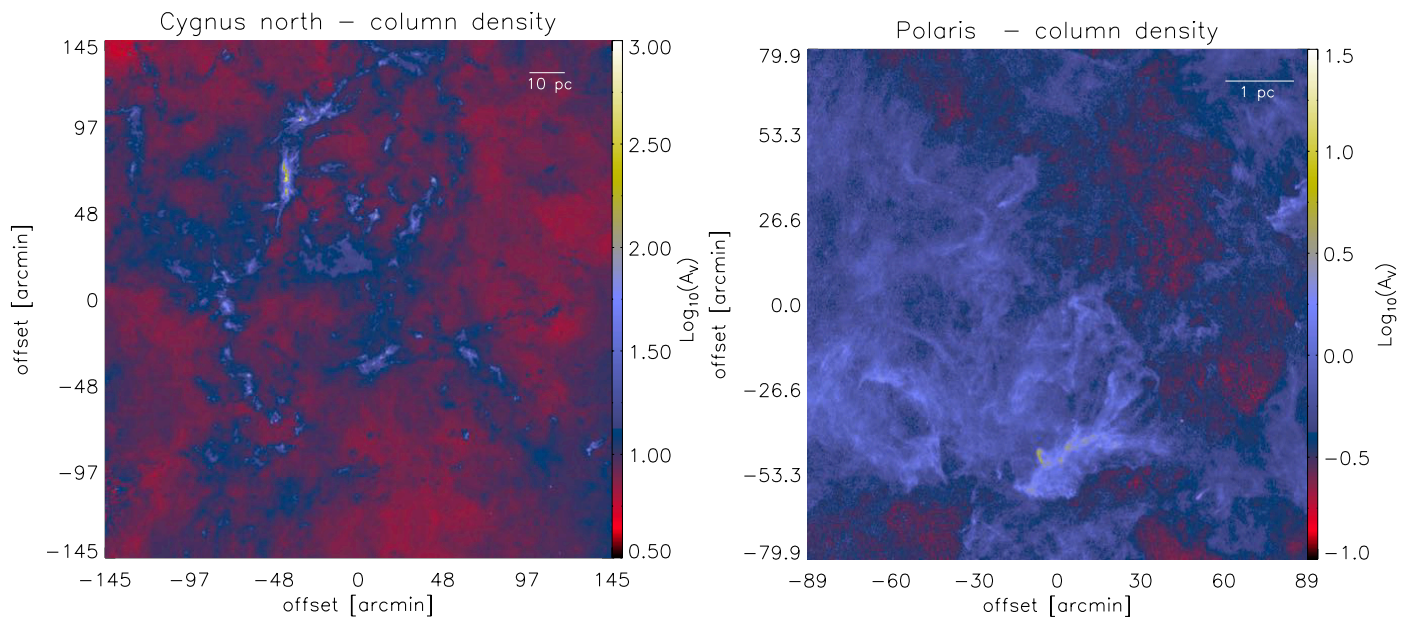 Cygnus north − column density
145
97
48
0
−48
−97
−145
−145 −97 −48 0 48 97 145
offset [arcmin]
offset [arcmin]
10 pc
3.00
2.50
2.00
1.50
1.00
0.50
Log10(AV)
Polaris − column density
79.9
53.3
26.6
0.0
−26.6
−53.3
−79.9
−89 −60 −30 0 30 60 89
offset [arcmin]
offset [arcmin]
1 pc
1.5
1.0
0.5
0.0
−0.5
−1.0
Log10(AV)